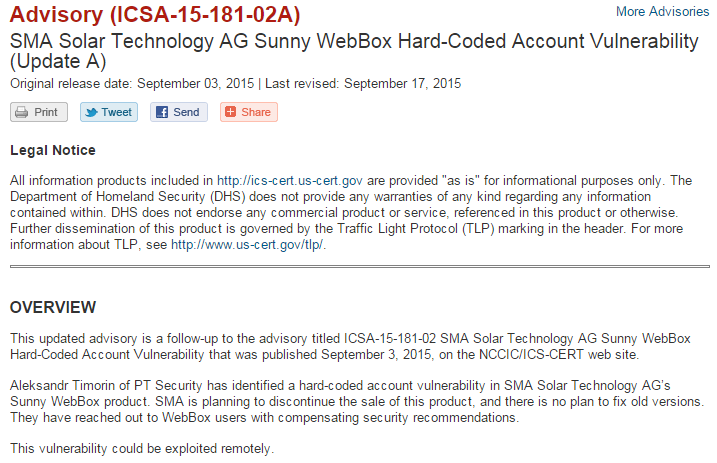 Advisory (ICSA-15-181-02A)
More Advisories
SMA Solar Technology AG Sunny WebBox Hard-Coded Account Vulnerability
(Update A)
Original release date: September 03, 2015 | Last revised: September 17, 2015
Print
Tweet
Send
Share
Legal Notice
All information products included in http://ics-cert.us-cert.gov are provided "as is" for informational purposes only. The
Department of Homeland Security (DHS) does not provide any warranties of any kind regarding any information
contained within. DHS does not endorse any commercial product or service, referenced in this product or otherwise.
Further dissemination of this product is governed by the Traffic Light Protocol (TLP) marking in the header. For more
information about TLP, see http://www.us-cert.gov/tlp/.
OVERVIEW
This updated advisory is a follow-up to the advisory titled ICSA-15-181-02 SMA Solar Technology AG Sunny WebBox
Hard-Coded Account Vulnerability that was published September 3, 2015, on the NCCIC/ICS-CERT web site.
Aleksandr Timorin of PT Security has identified a hard-coded account vulnerability in SMA Solar Technology AG's
Sunny WebBox product. SMA is planning to discontinue the sale of this product, and there is no plan to fix old versions.
They have reached out to WebBox users with compensating security recommendations.
This vulnerability could be exploited remotely.